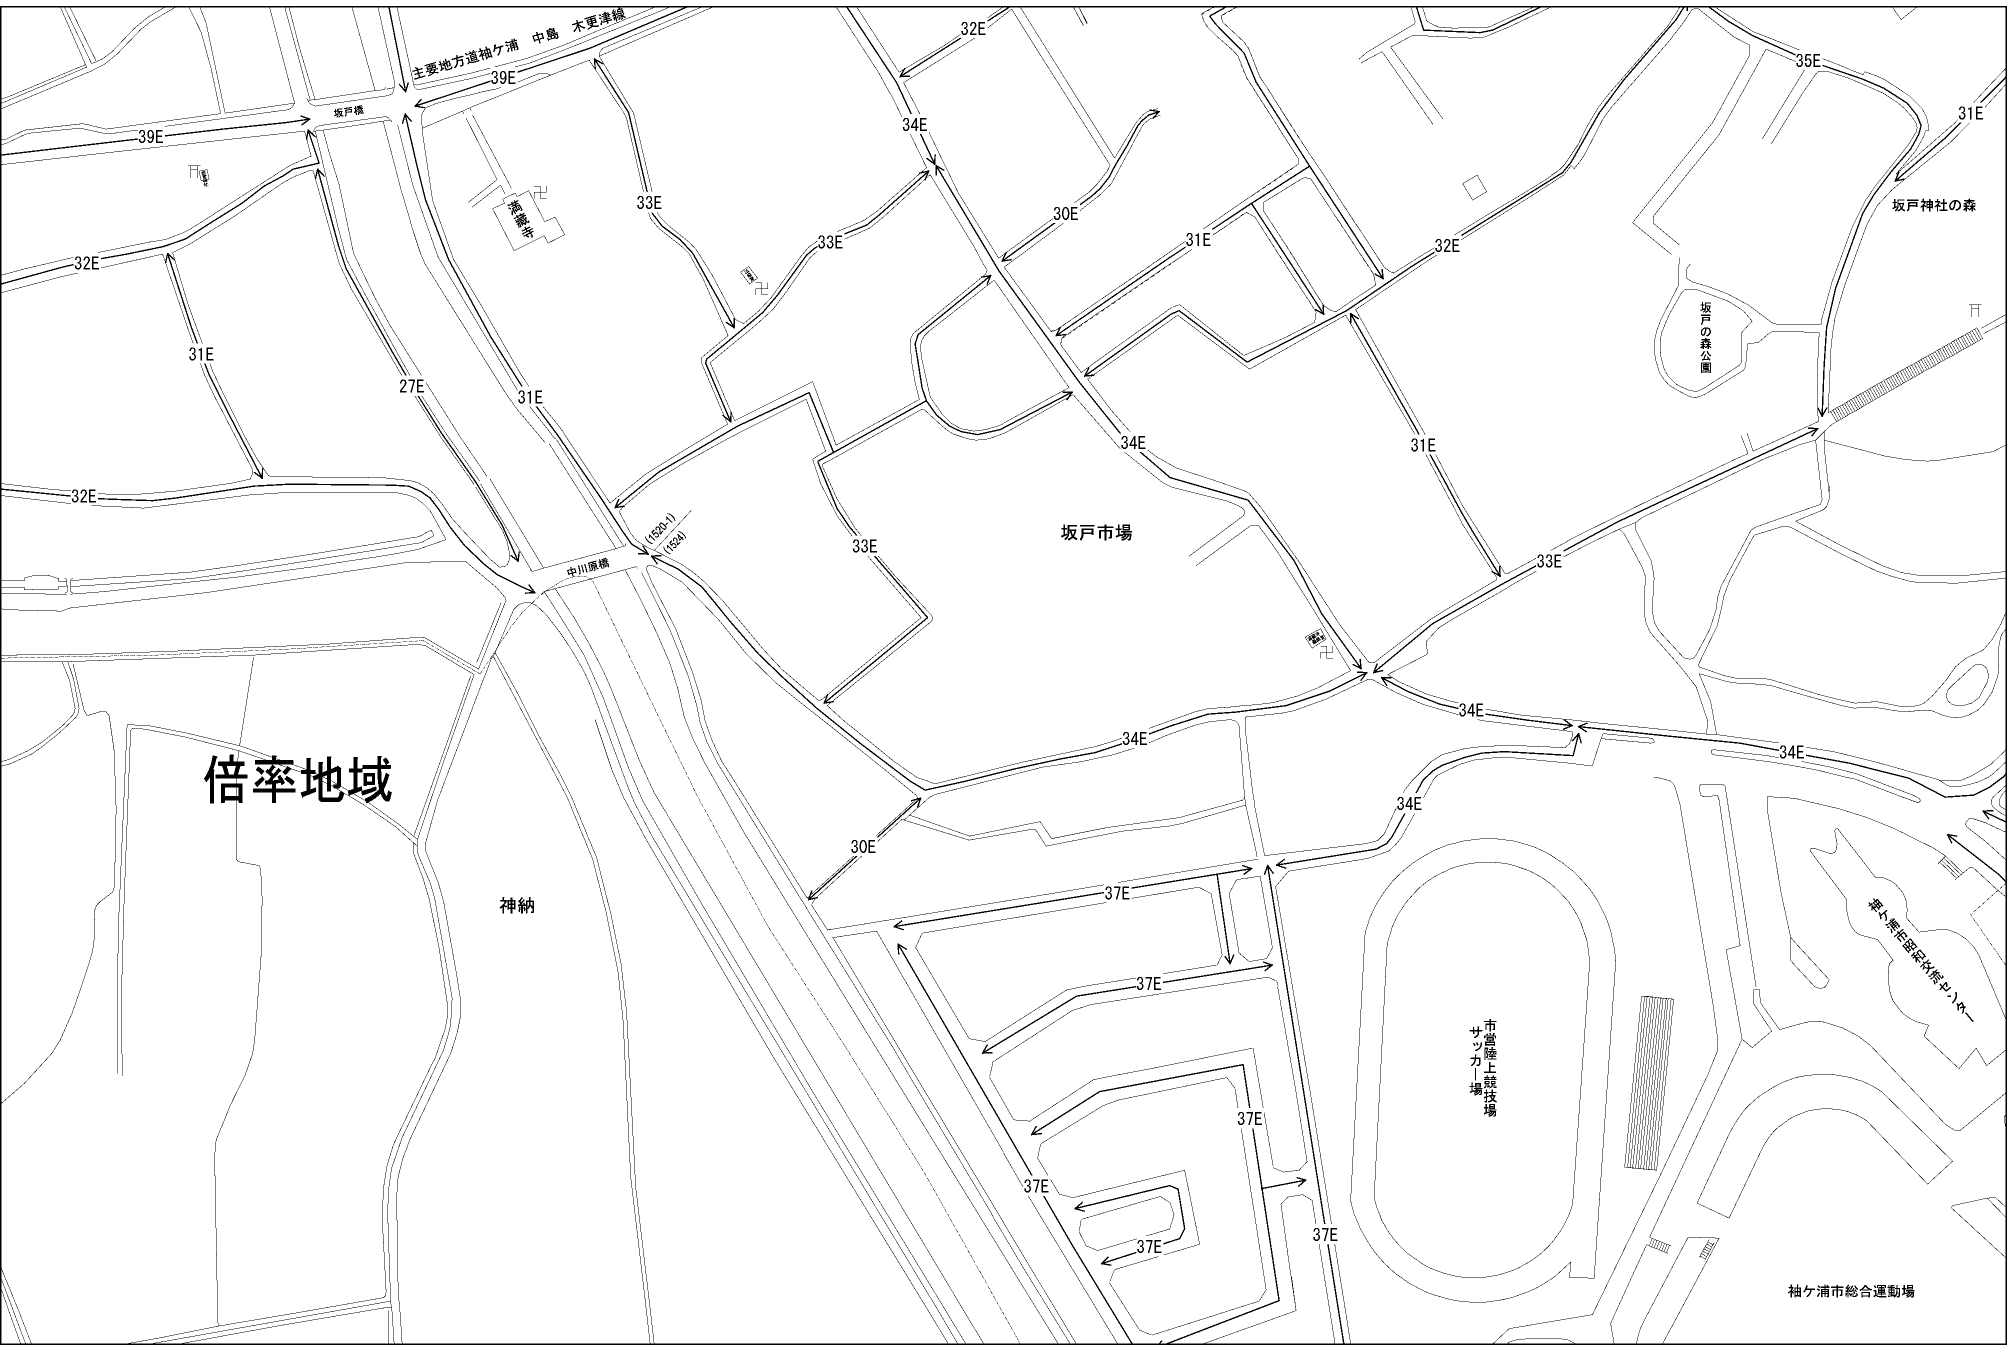 主要地方道袖ケ浦 中島 木更津線
32E
35E
39E
31E
坂戸橋
34E
39E
満蔵寺
33E
30E
坂戸神社の森
31E
33E
32E
32E
坂戸の森公園
31E
27E
31E
34E
31E
32E
(1520-1)
(1524)
坂戸市場
33E
中川原橋
33E
34E
34E
34E
倍率地域
34E
30E
37E
神納
袖ケ浦市昭和交流センター
37E
市営陸上競技場
サッカー場
37E
37E
37E
37E
袖ケ浦市総合運動場